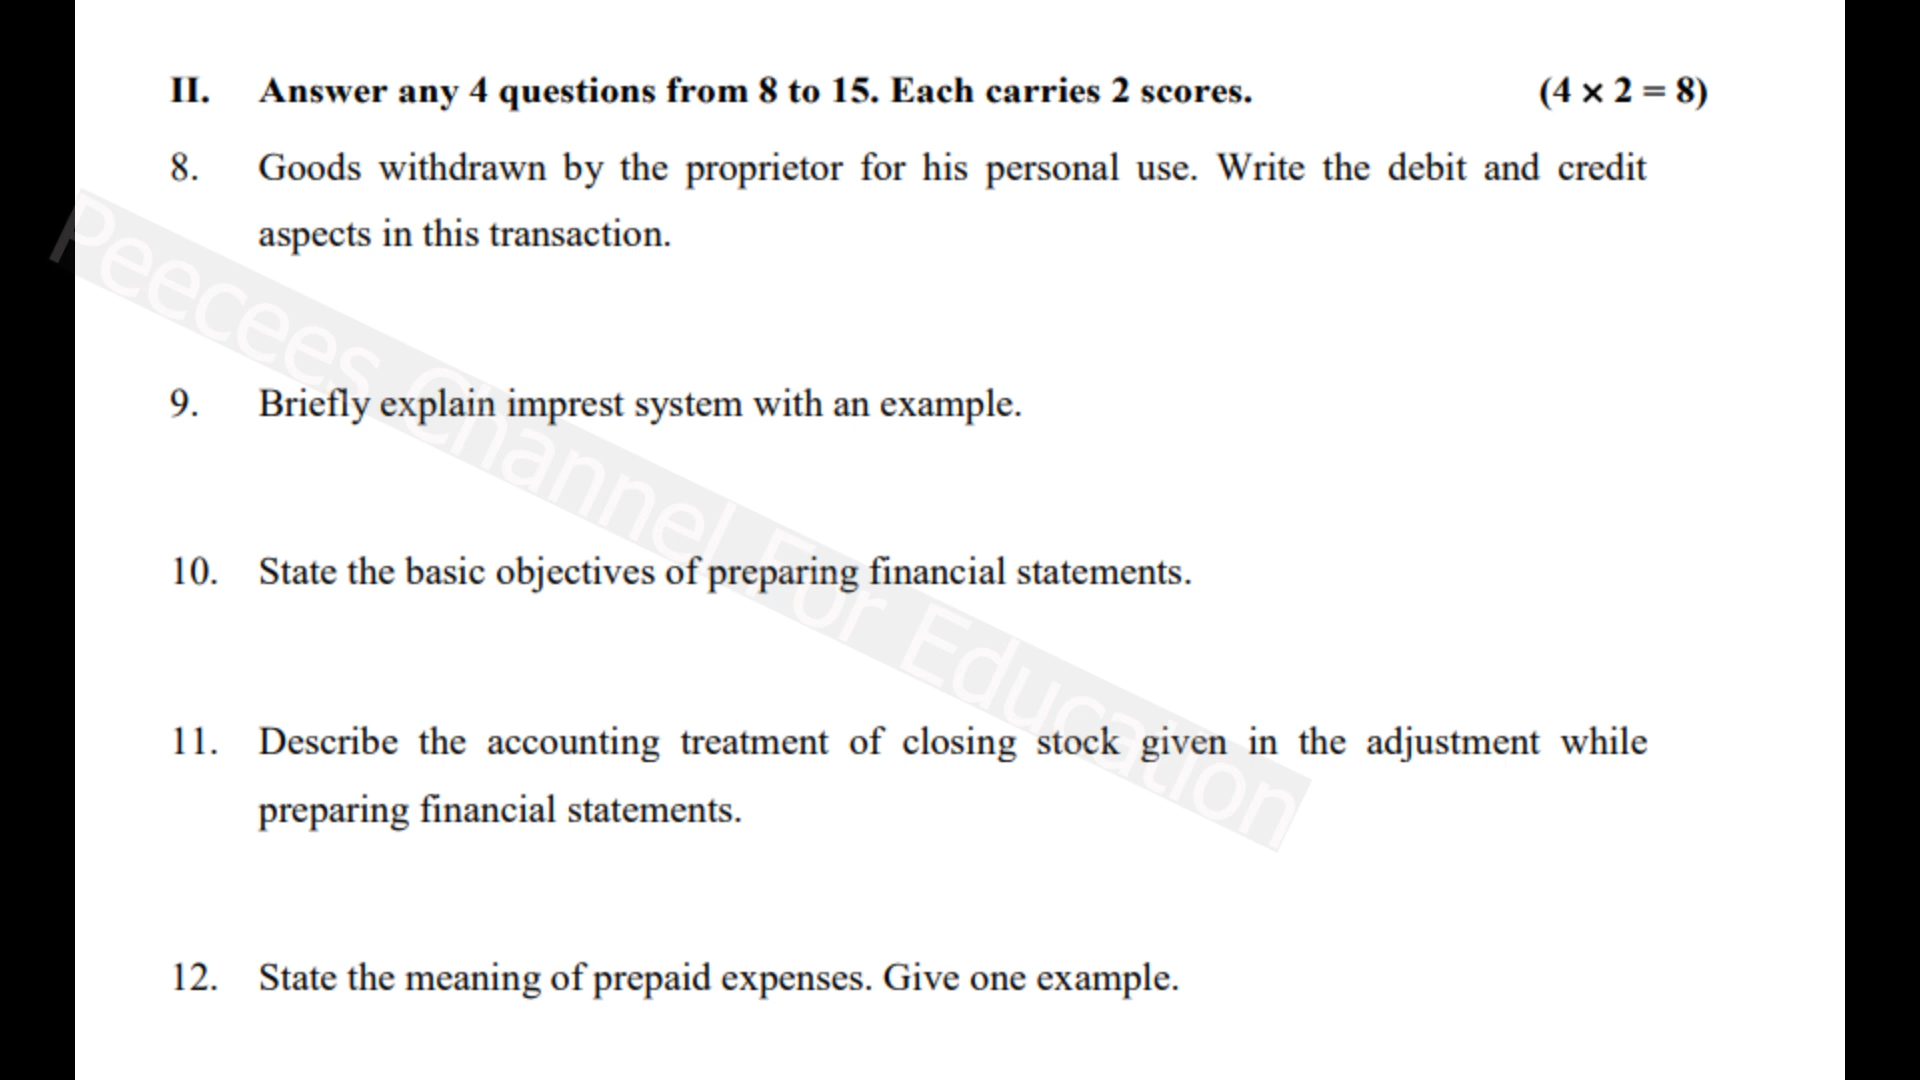 II. Answer any 4 questions from 8 to 15. Each carries 2 scores. (4 × 2 = 8)
8. Goods withdrawn by the proprietor for his personal use. Write the debit and credit
aspects in this transaction.
9. Briefly explain imprest system with an example.
10. State the basic objectives of preparing financial statements.
11. Describe the accounting treatment of closing stock given in the adjustment while
preparing financial statements.
12. State the meaning of prepaid expenses. Give one example.
Peecees Channel For Education